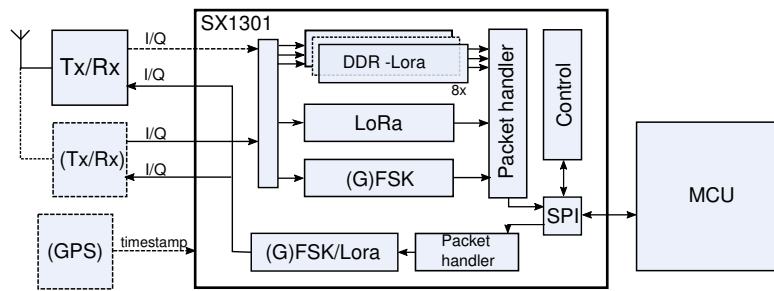 SX1301
I/Q
Tx/Rx
I/Q
DDR -Lora
8x
Packet handler
Control
LoRa
I/Q
(Tx/Rx)
I/Q
(G)FSK
MCU
SPI
(GPS)
timestamp
(G)FSK/Lora
Packet
handler